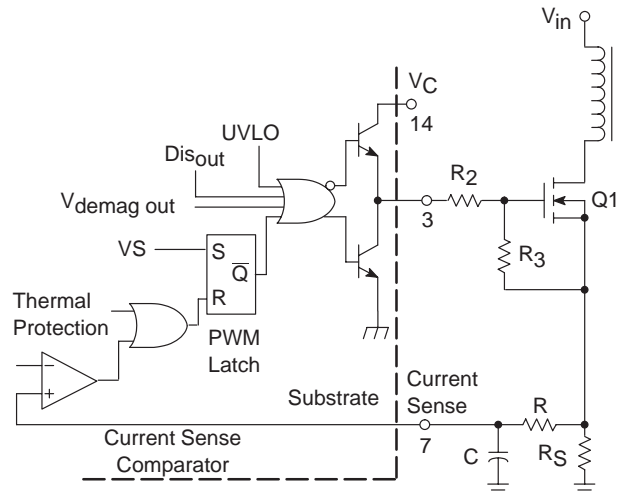 Vin
VC
14
UVLO
Disout
Vdemag out
R2
Q1
3
VS
S
Q̅
R
R3
Thermal
Protection
PWM
Latch
−
+
Substrate
Current
Sense
7
R
Current Sense
Comparator
C
RS